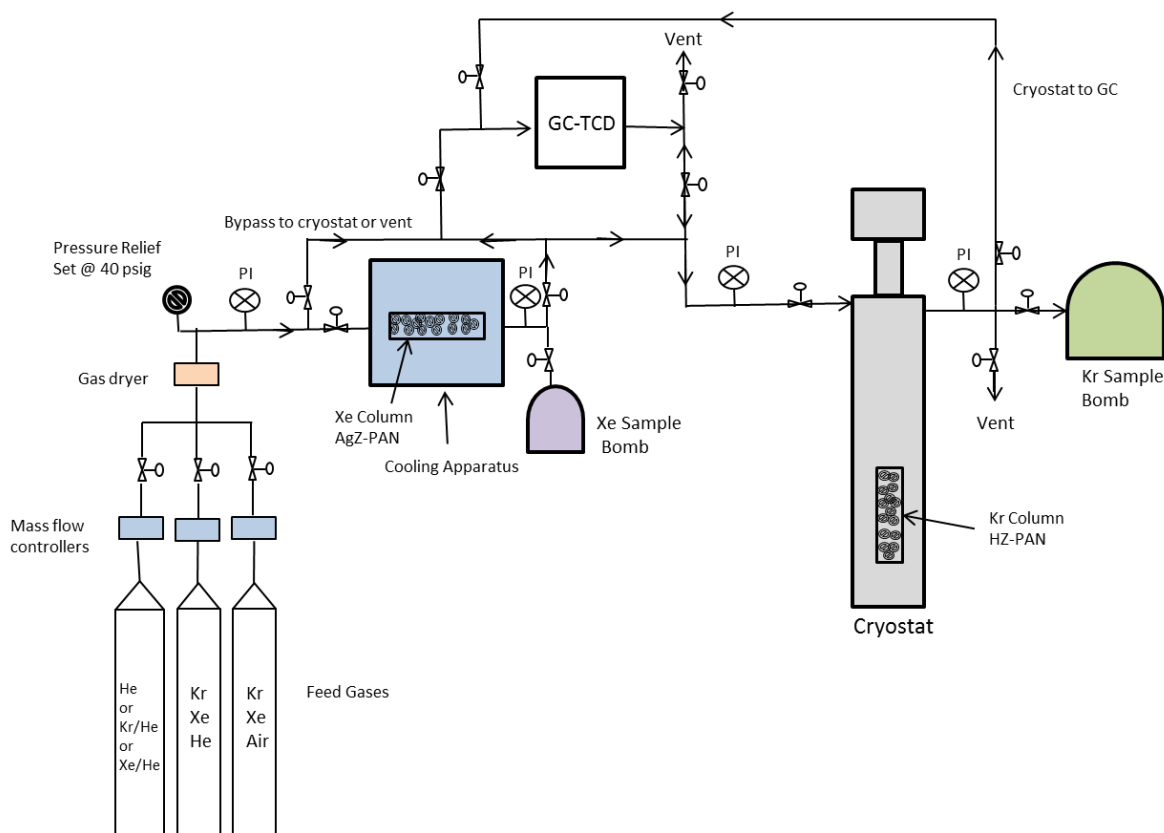 Vent
Cryostat to GC
GC-TCD
Bypass to cryostat or vent
Pressure Relief
Set @ 40 psig
PI
PI
PI
PI
Gas dryer
Xe Column
AgZ-PAN
Cooling Apparatus
Xe Sample
Bomb
Kr Sample
Bomb
Vent
Mass flow
controllers
Kr Column
HZ-PAN
Cryostat
He
or
Kr/He
or
Xe/He
Kr
Xe
He
Kr
Xe
Air
Feed Gases